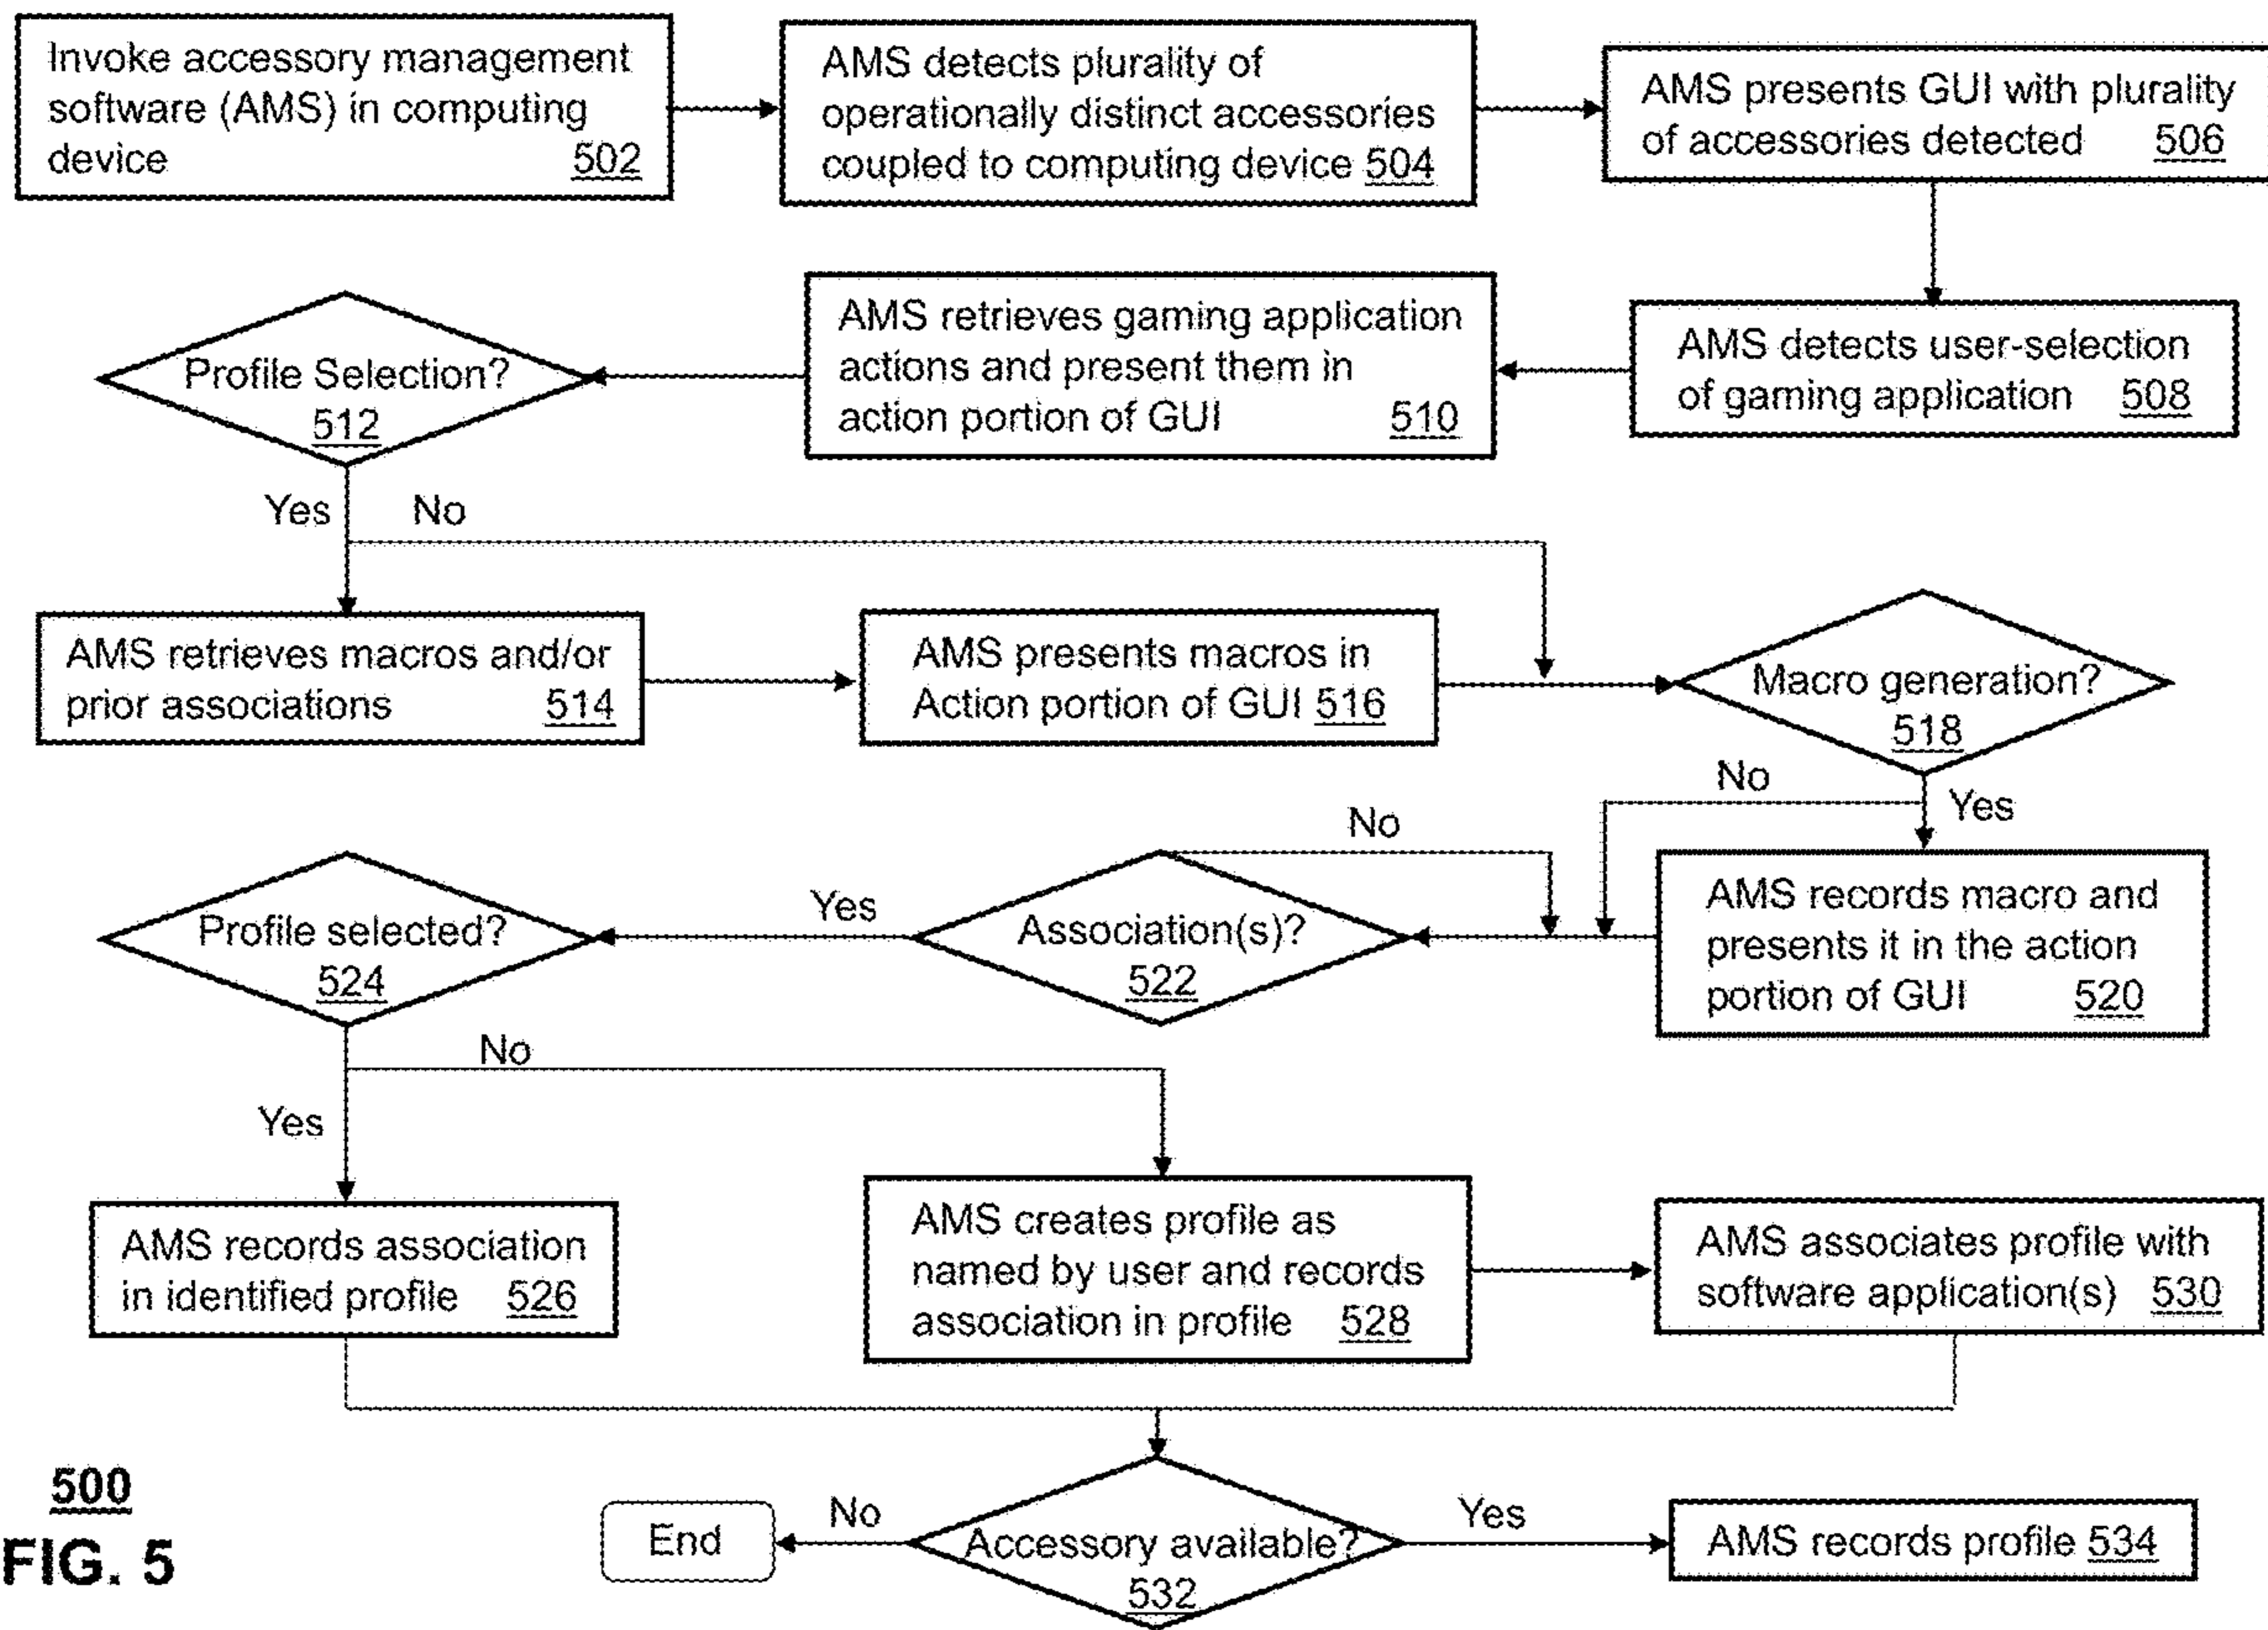 Invoke accessory management
software (AMS) in computing
device 502
AMS detects plurality of
operationally distinct accessories
coupled to computing device 504
AMS presents GUI with plurality
of accessories detected 506
AMS detects user-selection
of gaming application 508
AMS retrieves gaming application
actions and present them in
action portion of GUI 510
Profile Selection?
512
Yes
No
AMS retrieves macros and/or
prior associations 514
AMS presents macros in
Action portion of GUI 516
Macro generation?
518
No
Yes
AMS records macro and
presents it in the action
portion of GUI 520
No
Association(s)?
522
Yes
Profile selected?
524
No
Yes
AMS records association
in identified profile 526
AMS creates profile as
named by user and records
association in profile 528
AMS associates profile with
software application(s) 530
Accessory available?
532
No
End
Yes
AMS records profile 534
500
FIG. 5